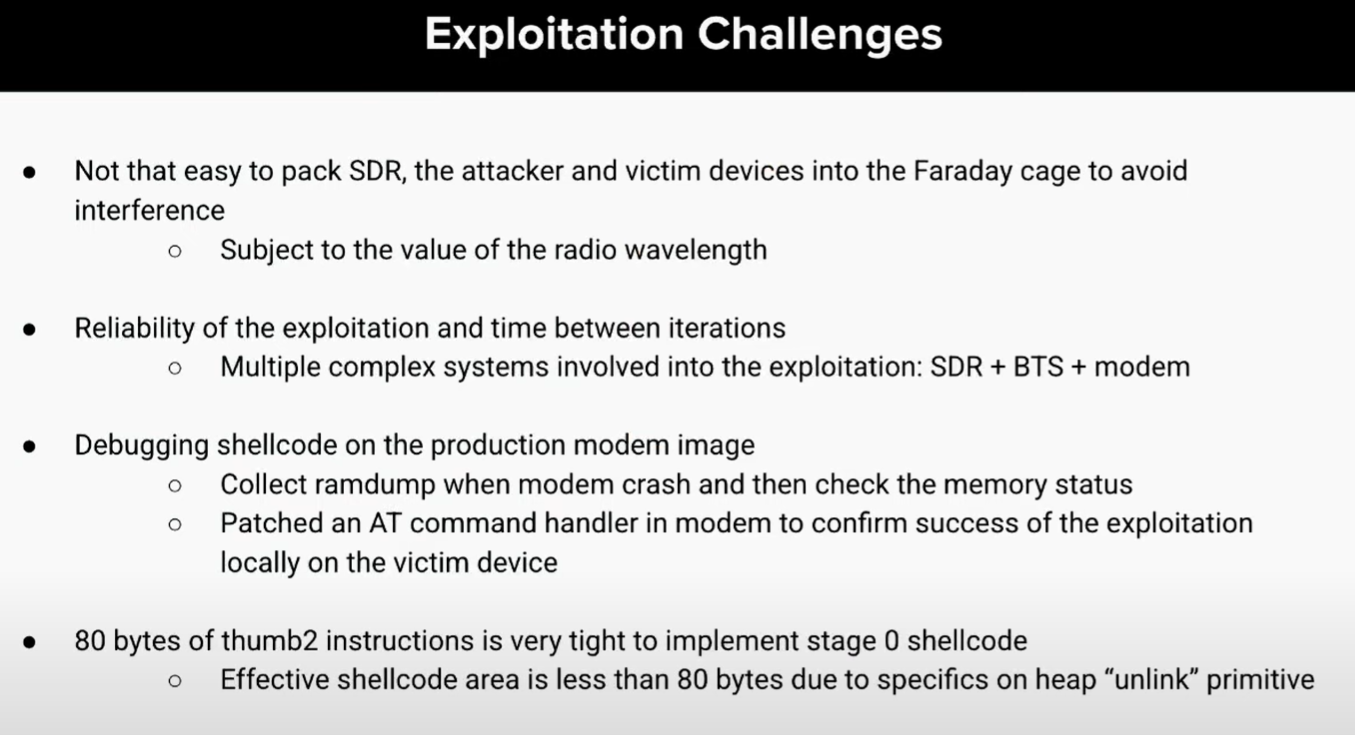 Exploitation Challenges
● Not that easy to pack SDR, the attacker and victim devices into the Faraday cage to avoid
interference
○ Subject to the value of the radio wavelength
● Reliability of the exploitation and time between iterations
○ Multiple complex systems involved into the exploitation: SDR + BTS + modem
● Debugging shellcode on the production modem image
○ Collect ramdump when modem crash and then check the memory status
○ Patched an AT command handler in modem to confirm success of the exploitation
locally on the victim device
● 80 bytes of thumb2 instructions is very tight to implement stage 0 shellcode
○ Effective shellcode area is less than 80 bytes due to specifics on heap “unlink” primitive